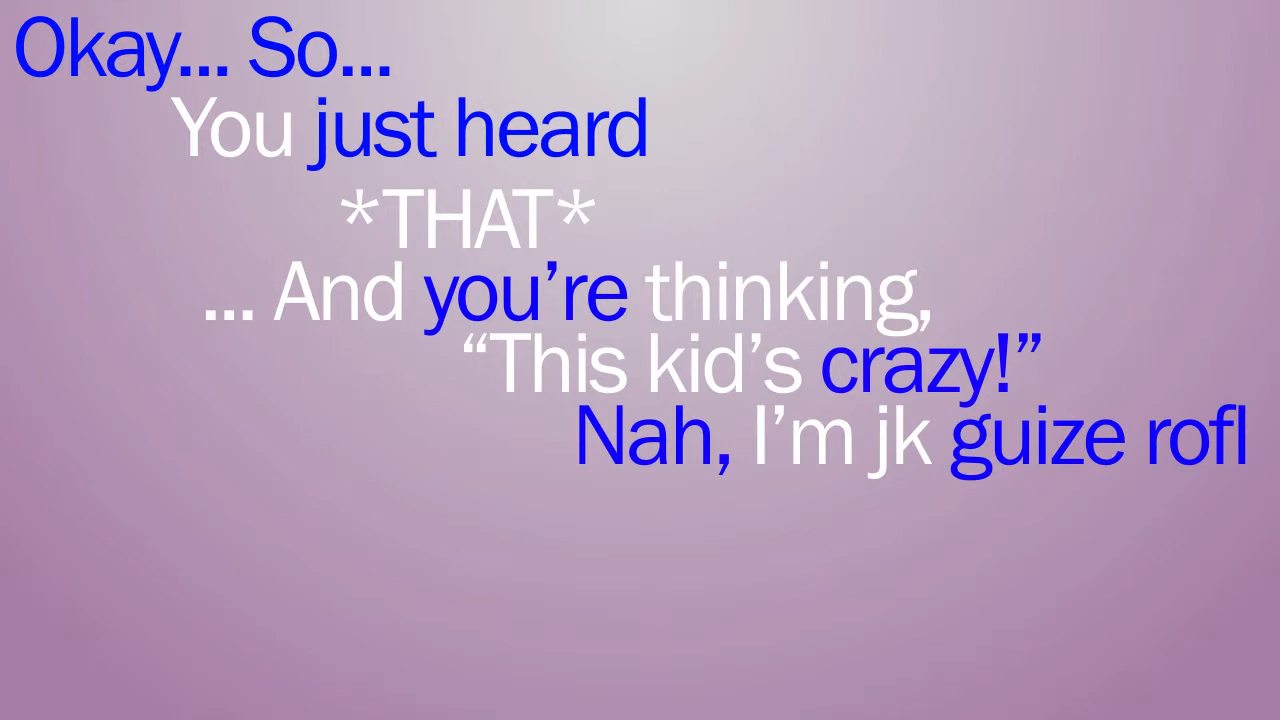 Okay... So...
You just heard
*THAT*
... And you’re thinking,
“This kid’s crazy!”
Nah, I’m jk guize rofl